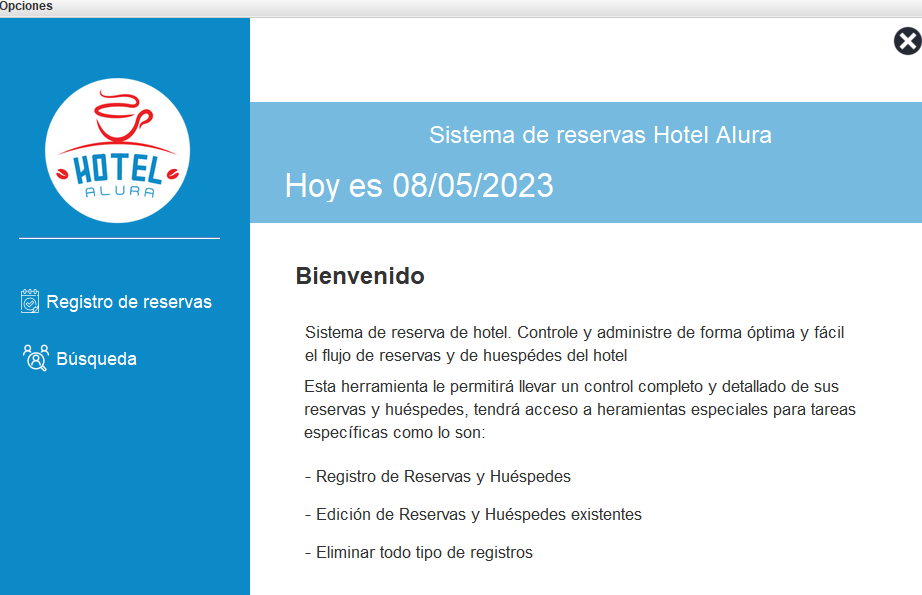 Opciones
HOTEL
ALURA
Registro de reservas
Búsqueda
Sistema de reservas Hotel Alura
Hoy es 08/05/2023
Bienvenido
Sistema de reserva de hotel. Controle y administre de forma óptima y fácil
el flujo de reservas y de huespédes del hotel
Esta herramienta le permitirá llevar un control completo y detallado de sus
reservas y huéspedes, tendrá acceso a heramientas especiales para tareas
específicas como lo son:
- Registro de Reservas y Huéspedes
- Edición de Reservas y Huéspedes existentes
- Eliminar todo tipo de registros